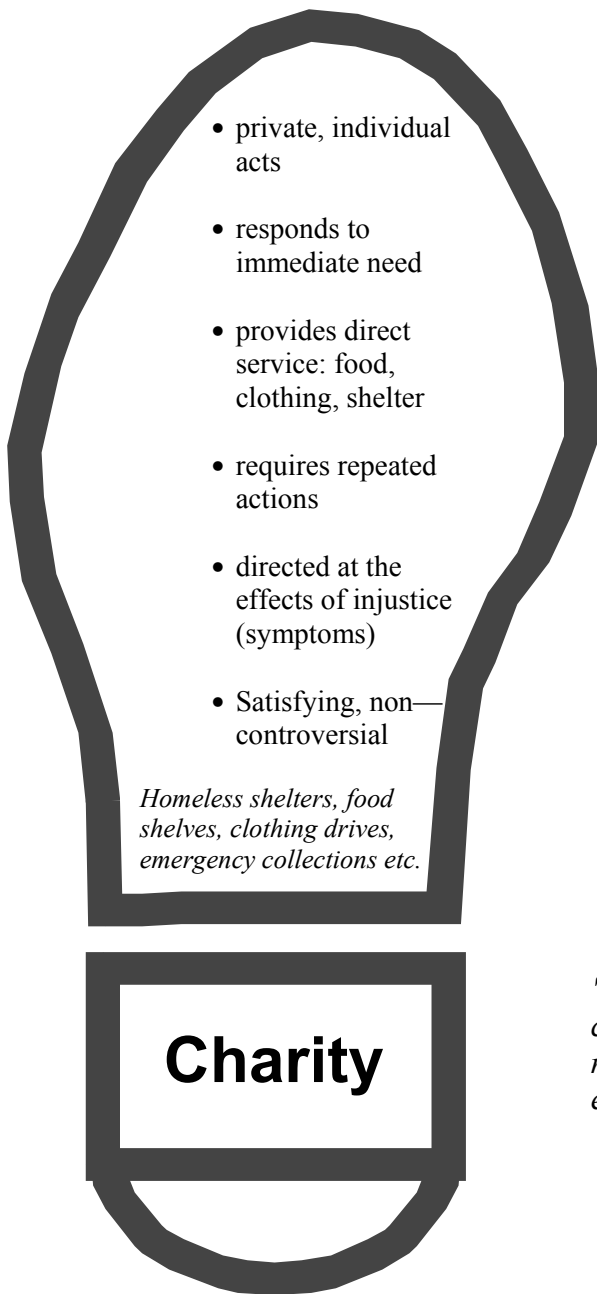 • private, individual
acts
• responds to
immediate need
• provides direct
service: food,
clothing, shelter
• requires repeated
actions
• directed at the
effects of injustice
(symptoms)
• Satisfying, non—
controversial
Homeless shelters, food
shelves, clothing drives,
emergency collections etc.
Charity